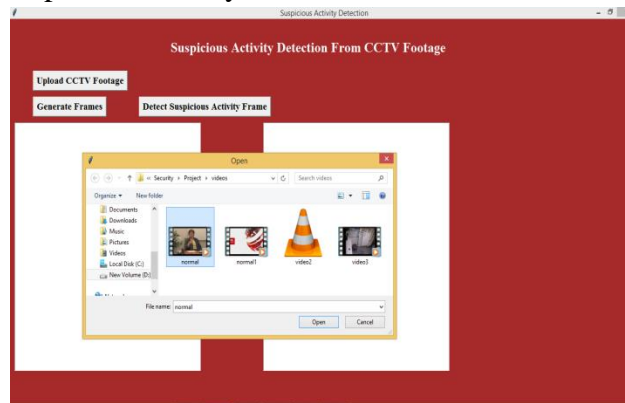 Suspicious Activity Detection
Suspicious Activity Detection From CCTV Footage
Upload CCTV Footage
Generate Frames
Detect Suspicious Activity Frame
Open
« Security › Project › videos
Search videos
Organize
New folder
Documents
Downloads
Music
Pictures
Videos
Local Disk (C:)
New Volume (D:)
normal
normal1
video2
video3
File name: normal
Open
Cancel